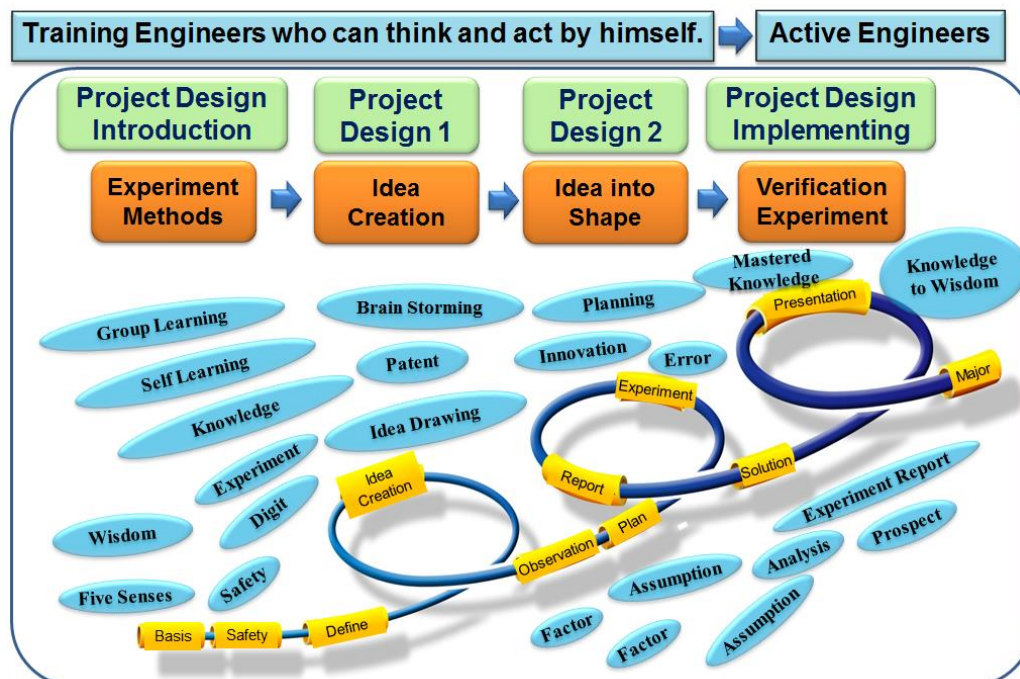 Training Engineers who can think and act by himself.
Active Engineers
Project Design
Introduction
Project
Design 1
Project
Design 2
Project Design
Implementing
Experiment
Methods
Idea
Creation
Idea into
Shape
Verification
Experiment
Mastered
Knowledge
Knowledge
to Wisdom
Group Learning
Brain Storming
Planning
Presentation
Self Learning
Patent
Innovation
Error
Major
Knowledge
Idea Drawing
Experiment
Experiment
Idea
Creation
Report
Solution
Experiment Report
Digit
Wisdom
Observation
Plan
Prospect
Analysis
Five Senses
Safety
Assumption
Assumption
Basis
Safety
Define
Factor
Factor